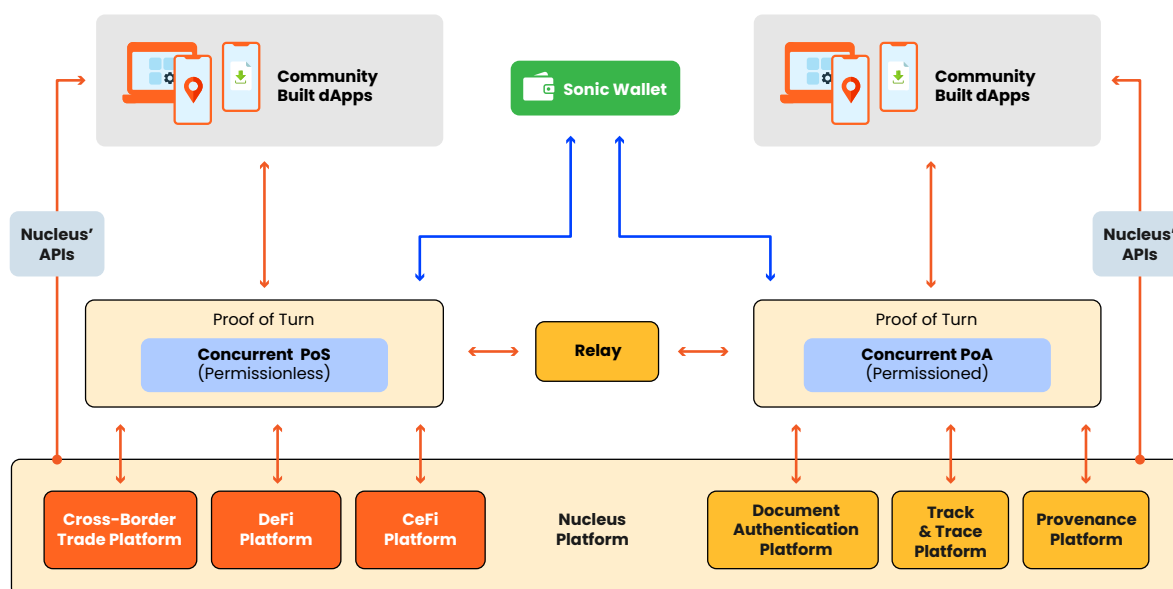 Community
Built dApps
Sonic Wallet
Community
Built dApps
Nucleus’
APIs
Nucleus’
APIs
Proof of Turn
Concurrent PoS
(Permissionless)
Relay
Proof of Turn
Concurrent PoA
(Permissioned)
Cross-Border
Trade Platform
DeFi
Platform
CeFi
Platform
Nucleus
Platform
Document
Authentication
Platform
Track
& Trace
Platform
Provenance
Platform